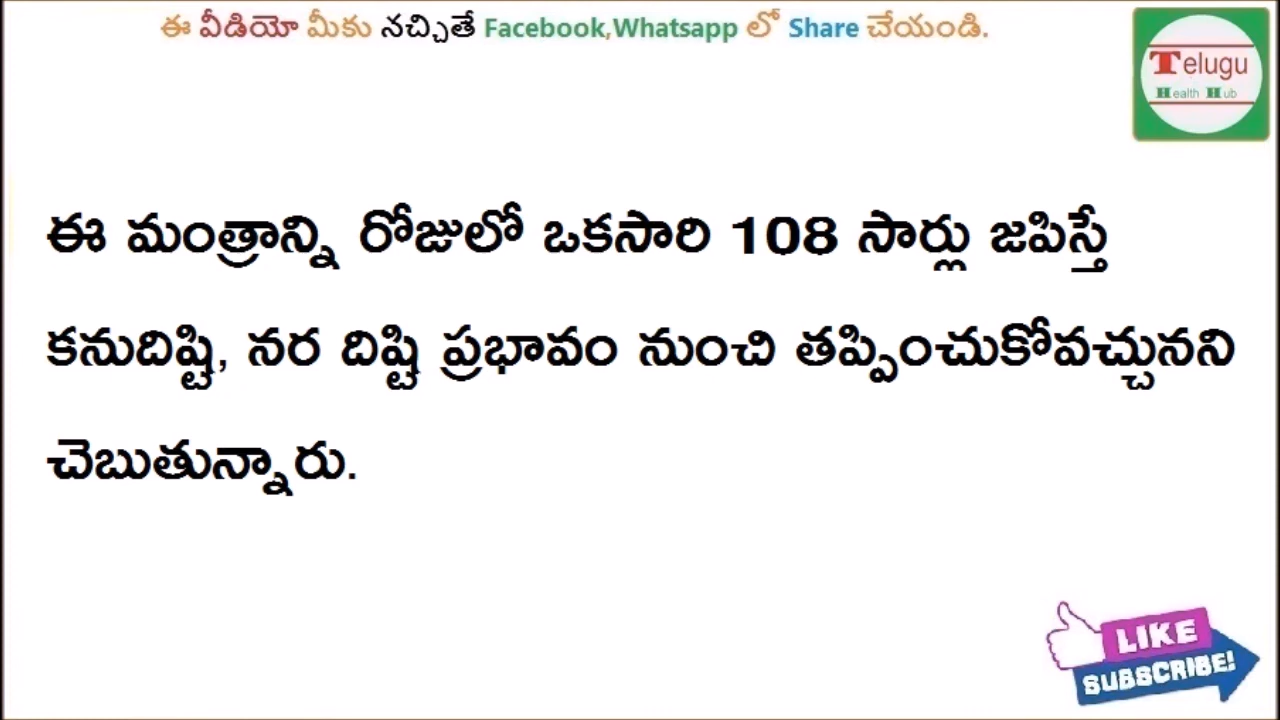 ఈ వీడియో మీకు నచ్చితే Facebook,Whatsapp లో Share చేయండి.
Telugu
Health Hub
ఈ మంత్రాన్ని రోజులో ఒకసారి 108 సార్లు జపిస్తే
కనుదిష్టి, నర దిష్టి ప్రభావం నుంచి తప్పించుకోవచ్చునని
చెబుతున్నారు.
LIKE
SUBSCRIBE!